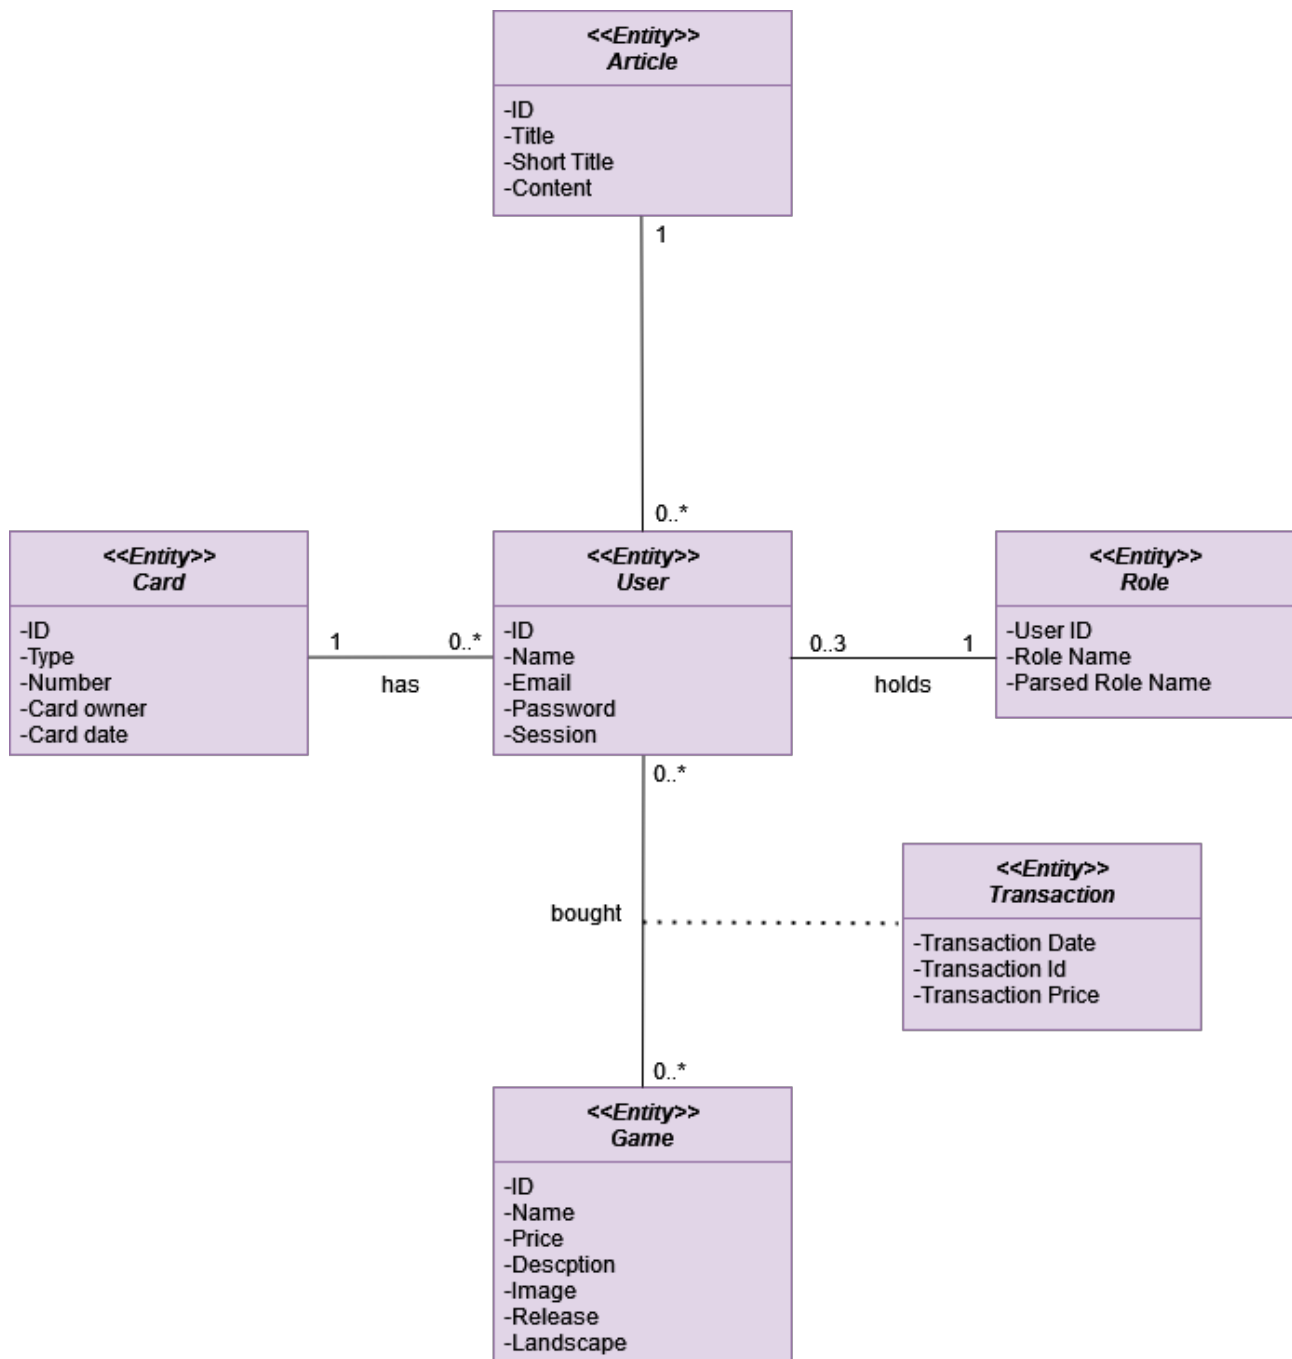 <<Entity>>
Article
-ID
-Title
-Short Title
-Content
1
0..*
<<Entity>>
Card
-ID
-Type
-Number
-Card owner
-Card date
1
0..*
has
<<Entity>>
User
-ID
-Name
-Email
-Password
-Session
0..3
1
holds
<<Entity>>
Role
-User ID
-Role Name
-Parsed Role Name
0..*
bought
<<Entity>>
Transaction
-Transaction Date
-Transaction Id
-Transaction Price
0..*
<<Entity>>
Game
-ID
-Name
-Price
-Descption
-Image
-Release
-Landscape